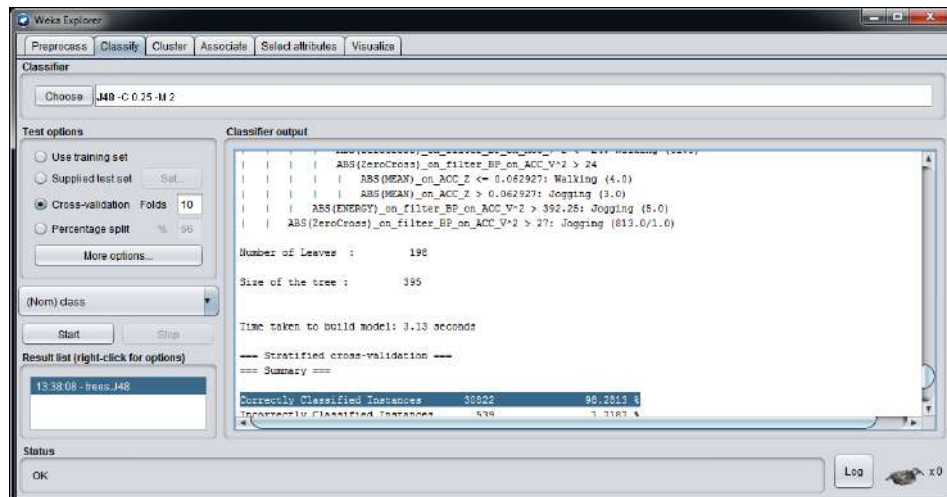 Weka Explorer
Preprocess Classify Cluster Associate Select attributes Visualize
Classifier
Choose J48 -C 0.25 -M 2
Test options
Use training set
Supplied test set Set...
Cross-validation Folds 10
Percentage split % 66
More options...
(Nom) class
Start Stop
Result list (right-click for options)
13:38:08 - trees.J48
Classifier output
| | | | ABS(ZeroCross)_on_filter_BP_on_ACC_V^2 > 24
| | | | | ABS(MEAN)_on_ACC_Z <= 0.062927: Walking (4.0)
| | | | | ABS(MEAN)_on_ACC_Z > 0.062927: Jogging (3.0)
| | | ABS(ENERGY)_on_filter_BP_on_ACC_V^2 > 392.25: Jogging (5.0)
| | ABS(ZeroCross)_on_filter_BP_on_ACC_V^2 > 27: Jogging (813.0/1.0)
Number of Leaves : 198
Size of the tree : 395
Time taken to build model: 3.13 seconds
=== Stratified cross-validation ===
=== Summary ===
Correctly Classified Instances 30822 98.2813 %
Incorrectly Classified Instances 539 1.7187 %
Status
OK
Log
x 0